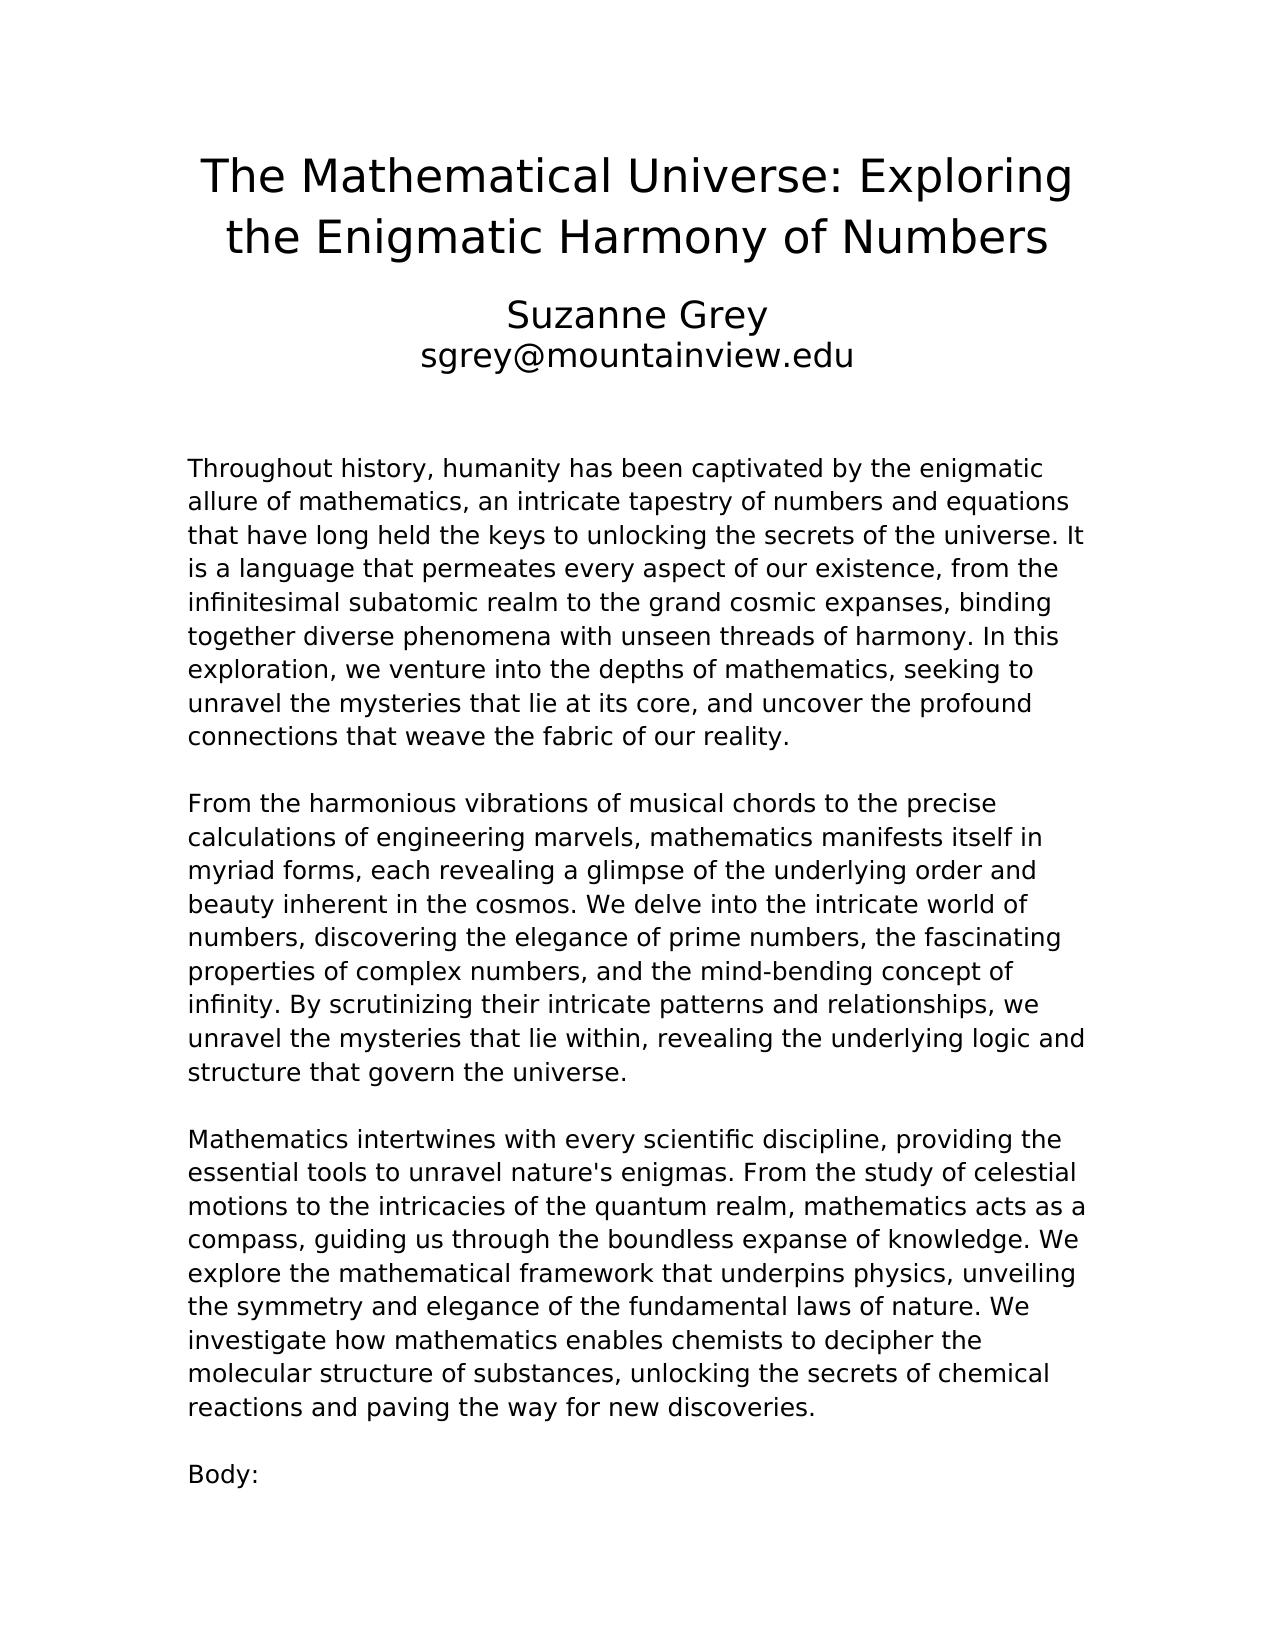 The Mathematical Universe: Exploring
the Enigmatic Harmony of Numbers
Suzanne Grey
sgrey@mountainview.edu
Throughout history, humanity has been captivated by the enigmatic
allure of mathematics, an intricate tapestry of numbers and equations
that have long held the keys to unlocking the secrets of the universe. It
is a language that permeates every aspect of our existence, from the
infinitesimal subatomic realm to the grand cosmic expanses, binding
together diverse phenomena with unseen threads of harmony. In this
exploration, we venture into the depths of mathematics, seeking to
unravel the mysteries that lie at its core, and uncover the profound
connections that weave the fabric of our reality.
From the harmonious vibrations of musical chords to the precise
calculations of engineering marvels, mathematics manifests itself in
myriad forms, each revealing a glimpse of the underlying order and
beauty inherent in the cosmos. We delve into the intricate world of
numbers, discovering the elegance of prime numbers, the fascinating
properties of complex numbers, and the mind-bending concept of
infinity. By scrutinizing their intricate patterns and relationships, we
unravel the mysteries that lie within, revealing the underlying logic and
structure that govern the universe.
Mathematics intertwines with every scientific discipline, providing the
essential tools to unravel nature's enigmas. From the study of celestial
motions to the intricacies of the quantum realm, mathematics acts as a
compass, guiding us through the boundless expanse of knowledge. We
explore the mathematical framework that underpins physics, unveiling
the symmetry and elegance of the fundamental laws of nature. We
investigate how mathematics enables chemists to decipher the
molecular structure of substances, unlocking the secrets of chemical
reactions and paving the way for new discoveries.
Body: